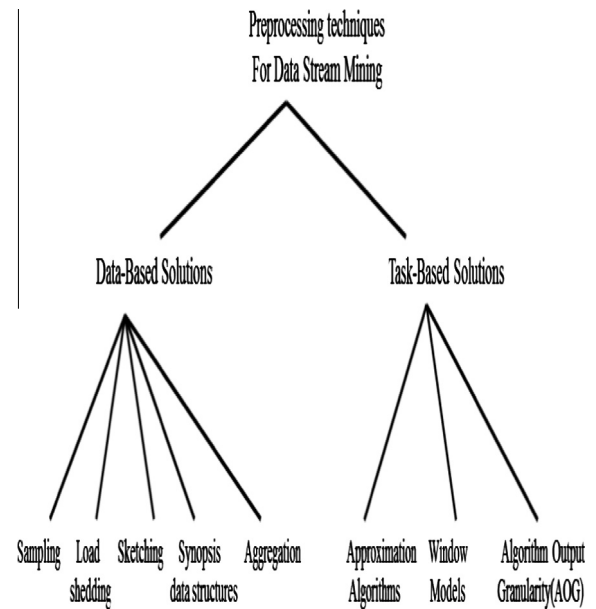 Preprocessing techniques
For Data Stream Mining
Data-Based Solutions
Task-Based Solutions
Sampling
Load
shedding
Sketching
Synopsis
data structures
Aggregation
Approximation
Algorithms
Window
Models
Algorithm Output
Granularity(AOG)